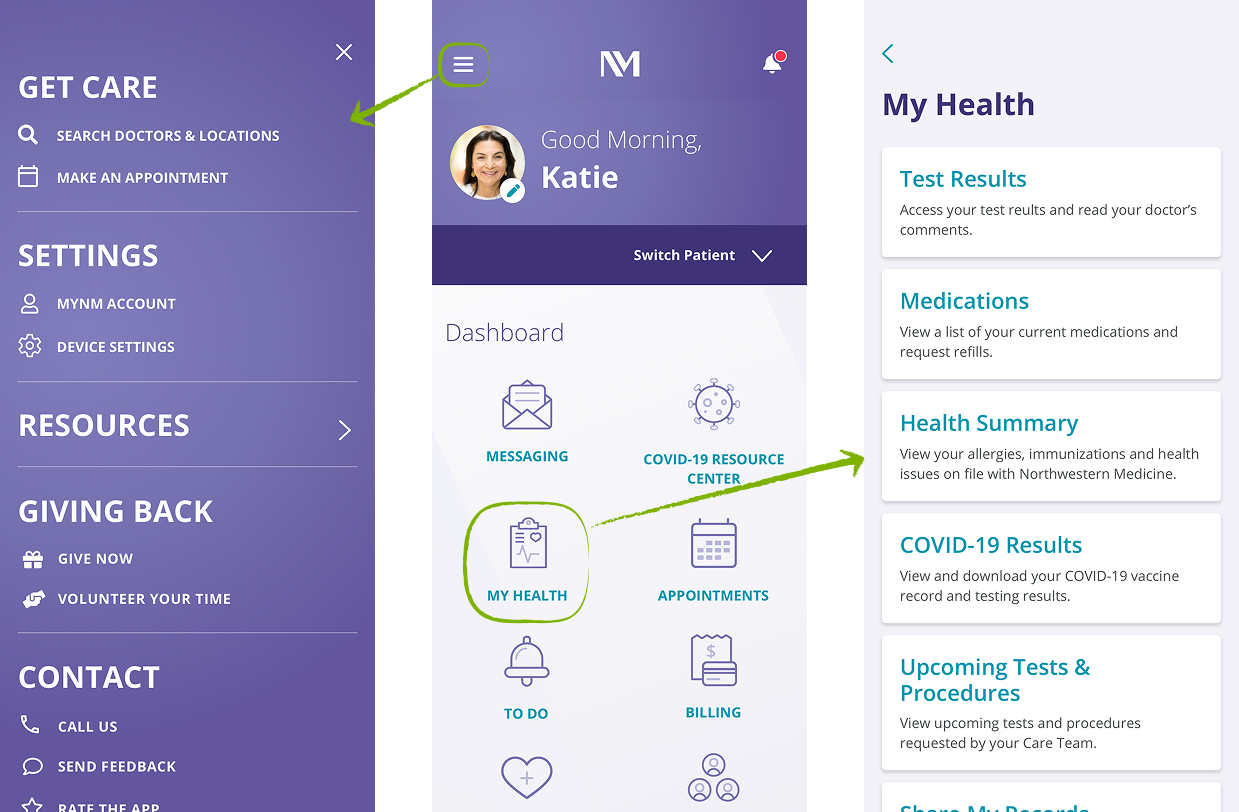 GET CARE
SEARCH DOCTORS & LOCATIONS
MAKE AN APPOINTMENT
SETTINGS
MYNM ACCOUNT
DEVICE SETTINGS
RESOURCES
GIVING BACK
GIVE NOW
VOLUNTEER YOUR TIME
CONTACT
CALL US
SEND FEEDBACK
RATE THE APP
NM
Good Morning,
Katie
Switch Patient
Dashboard
MESSAGING
COVID-19 RESOURCE
CENTER
MY HEALTH
APPOINTMENTS
TO DO
BILLING
My Health
Test Results
Access your test reults and read your doctor's
comments.
Medications
View a list of your current medications and
request refills.
Health Summary
View your allergies, immunizations and health
issues on file with Northwestern Medicine.
COVID-19 Results
View and download your COVID-19 vaccine
record and testing results.
Upcoming Tests &
Procedures
View upcoming tests and procedures
requested by your Care Team.
Share My Records